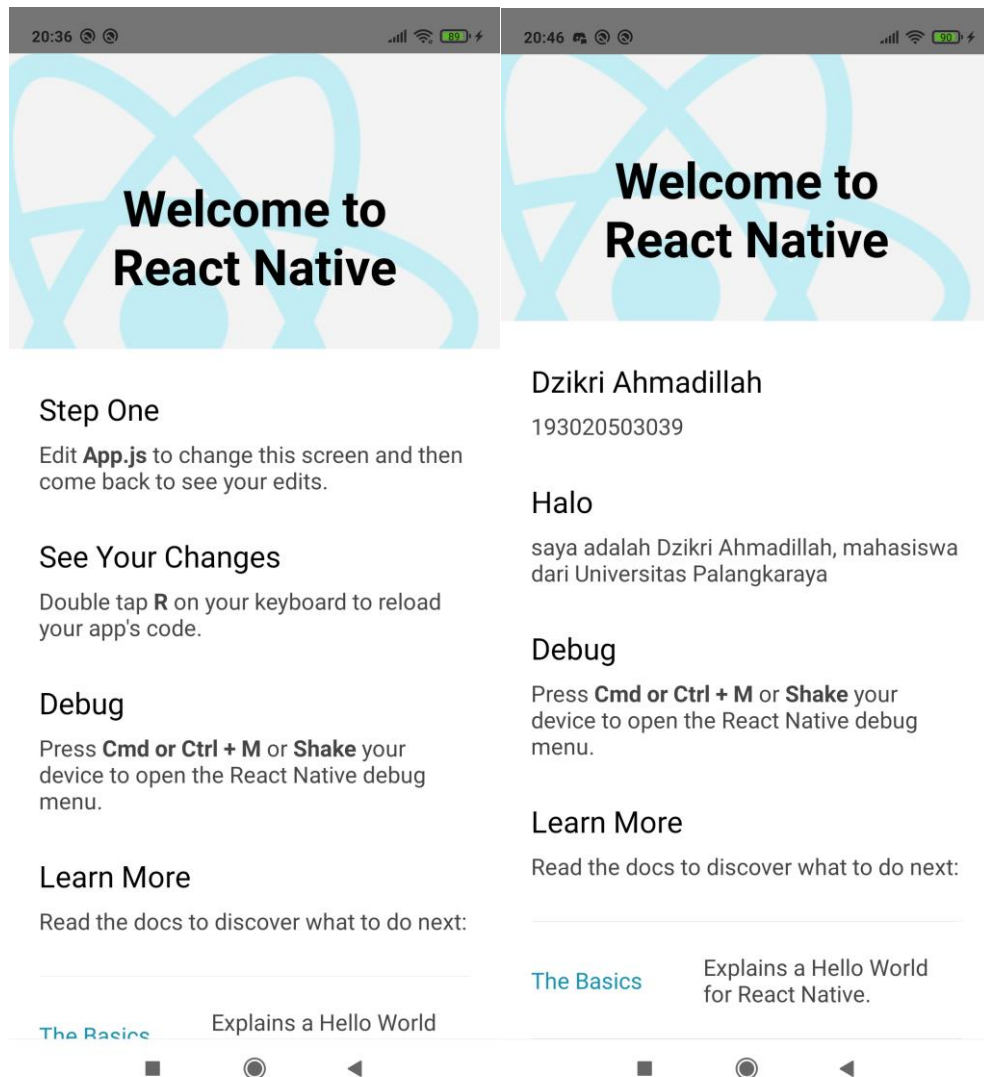 20:36
89
Welcome to
React Native
Step One
Edit App.js to change this screen and then
come back to see your edits.
See Your Changes
Double tap R on your keyboard to reload
your app's code.
Debug
Press Cmd or Ctrl + M or Shake your
device to open the React Native debug
menu.
Learn More
Read the docs to discover what to do next:
The Basics
Explains a Hello World
20:46
90
Welcome to
React Native
Dzikri Ahmadillah
193020503039
Halo
saya adalah Dzikri Ahmadillah, mahasiswa
dari Universitas Palangkaraya
Debug
Press Cmd or Ctrl + M or Shake your
device to open the React Native debug
menu.
Learn More
Read the docs to discover what to do next:
The Basics
Explains a Hello World
for React Native.